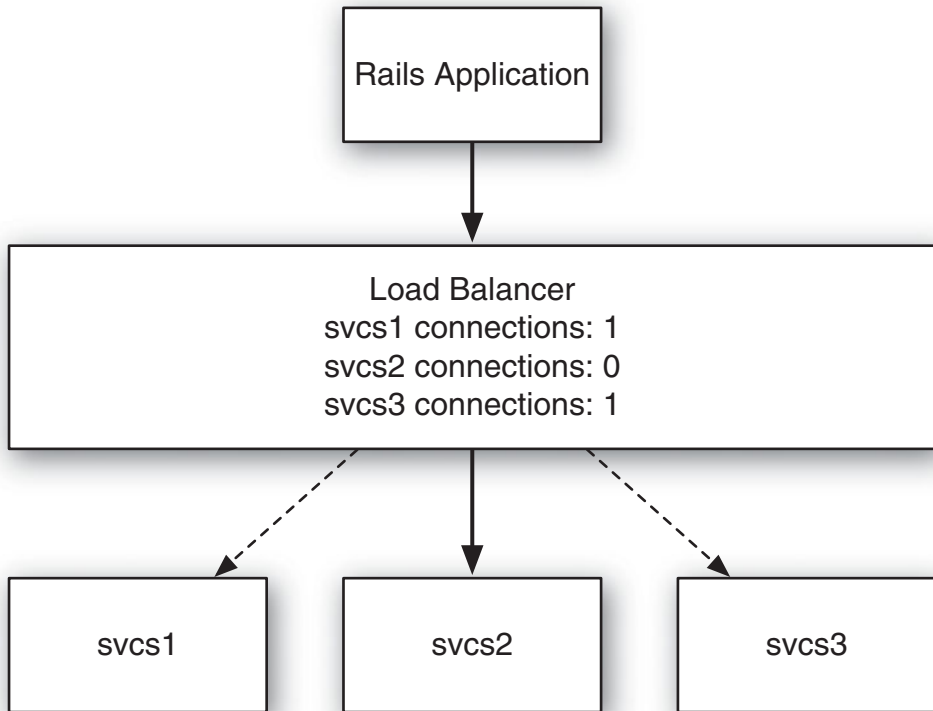 Rails Application
Load Balancer
svcs1 connections: 1
svcs2 connections: 0
svcs3 connections: 1
svcs1
svcs2
svcs3